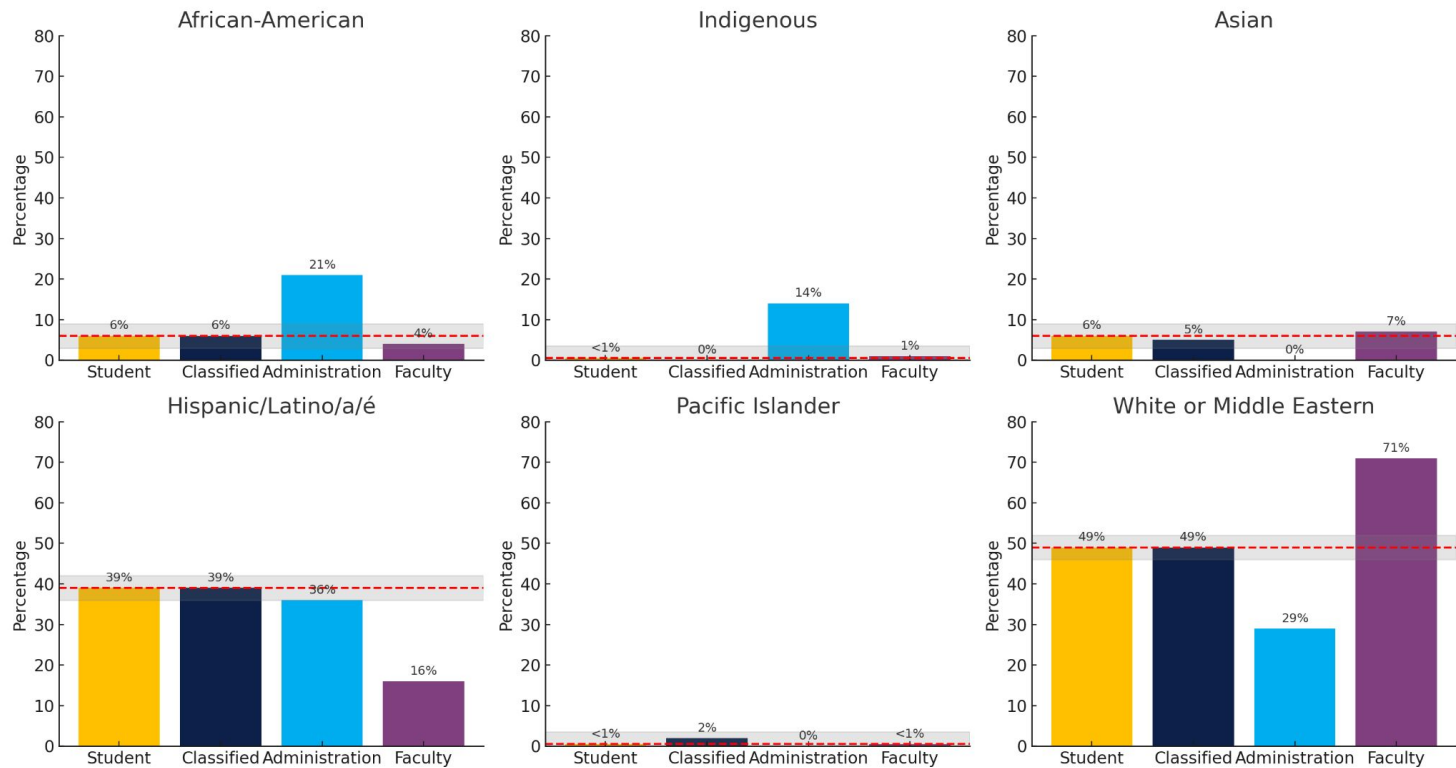 African-American
80
70
60
50
40
30
20
10
0
Percentage
6%
6%
21%
4%
Student
Classified
Administration
Faculty
Indigenous
80
70
60
50
40
30
20
10
0
Percentage
<1%
0%
14%
1%
Student
Classified
Administration
Faculty
Asian
80
70
60
50
40
30
20
10
0
Percentage
6%
5%
0%
7%
Student
Classified
Administration
Faculty
Hispanic/Latino/a/é
80
70
60
50
40
30
20
10
0
Percentage
39%
39%
36%
16%
Student
Classified
Administration
Faculty
Pacific Islander
80
70
60
50
40
30
20
10
0
Percentage
<1%
2%
0%
<1%
Student
Classified
Administration
Faculty
White or Middle Eastern
80
70
60
50
40
30
20
10
0
Percentage
49%
49%
29%
71%
Student
Classified
Administration
Faculty